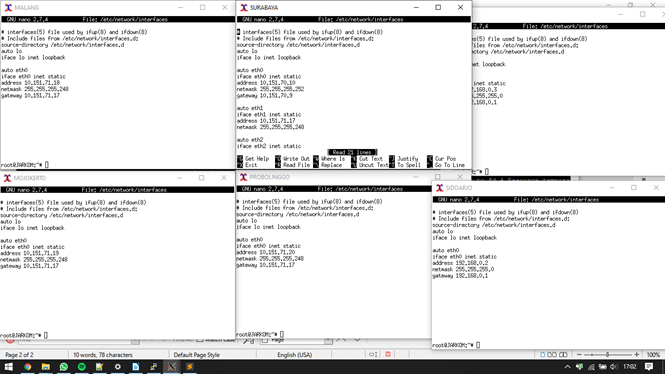 MALANG
GNU nano 2.7.4 File: /etc/network/interfaces
# interfaces(5) file used by ifup(8) and ifdown(8)
# Include files from /etc/network/interfaces.d:
source-directory /etc/network/interfaces.d
auto lo
iface lo inet loopback
auto eth0
iface eth0 inet static
address 10.151.71.18
netmask 255.255.255.248
gateway 10.151.71.17
root@JARKOM:~#
SURABAYA
GNU nano 2.7.4 File: /etc/network/interfaces
# interfaces(5) file used by ifup(8) and ifdown(8)
# Include files from /etc/network/interfaces.d:
source-directory /etc/network/interfaces.d
auto lo
iface lo inet loopback
auto eth0
iface eth0 inet static
address 10.151.70.10
netmask 255.255.255.252
gateway 10.151.70.9
auto eth1
iface eth1 inet static
address 10.151.71.17
netmask 255.255.255.248
auto eth2
iface eth2 inet static
[ Read 21 lines ]
^G Get Help ^O Write Out ^W Where Is ^K Cut Text ^J Justify ^C Cur Pos
^X Exit ^R Read File ^\ Replace ^U Uncut Text ^T To Spell ^_ Go To Line
File: /etc/network/interfaces
file used by ifup(8) and ifdown(8)
from /etc/network/interfaces.d:
/etc/network/interfaces.d
loopback
static
.0.3
.0
.0.1
MOJOKERTO
GNU nano 2.7.4 File: /etc/network/interfaces
# interfaces(5) file used by ifup(8) and ifdown(8)
# Include files from /etc/network/interfaces.d:
source-directory /etc/network/interfaces.d
auto lo
iface lo inet loopback
auto eth0
iface eth0 inet static
address 10.151.71.19
netmask 255.255.255.248
gateway 10.151.71.17
root@JARKOM:~#
PROBOLINGGO
GNU nano 2.7.4 File: /etc/network/interfaces
# interfaces(5) file used by ifup(8) and ifdown(8)
# Include files from /etc/network/interfaces.d:
source-directory /etc/network/interfaces.d
auto lo
iface lo inet loopback
auto eth0
iface eth0 inet static
address 10.151.71.20
netmask 255.255.255.248
gateway 10.151.71.17
root@JARKOM:~#
SIDOARJO
GNU nano 2.7.4 File: /etc/network/interfaces
# interfaces(5) file used by ifup(8) and ifdown(8)
# Include files from /etc/network/interfaces.d:
source-directory /etc/network/interfaces.d
auto lo
iface lo inet loopback
auto eth0
iface eth0 inet static
address 192.168.0.2
netmask 255.255.255.0
gateway 192.168.0.1
root@JARKOM:~#
Page 2 of 2 10 words, 78 characters Default Page Style English (USA) 100%
17:02